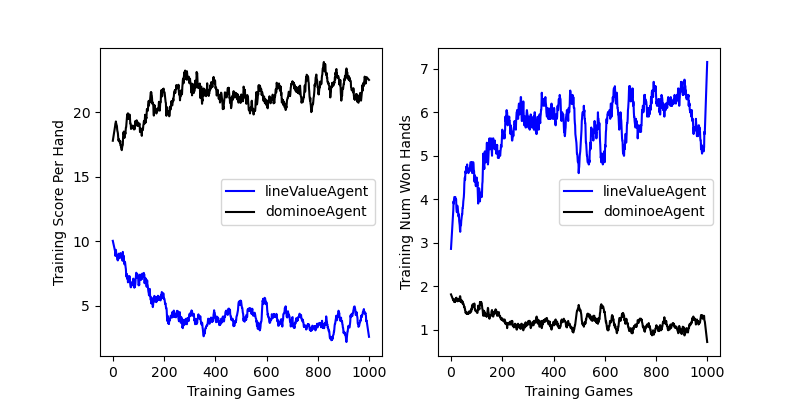 Training Score Per Hand
20
15
10
5
lineValueAgent
dominoeAgent
0 200 400 600 800 1000
Training Games
Training Num Won Hands
7
6
5
4
3
2
1
lineValueAgent
dominoeAgent
0 200 400 600 800 1000
Training Games